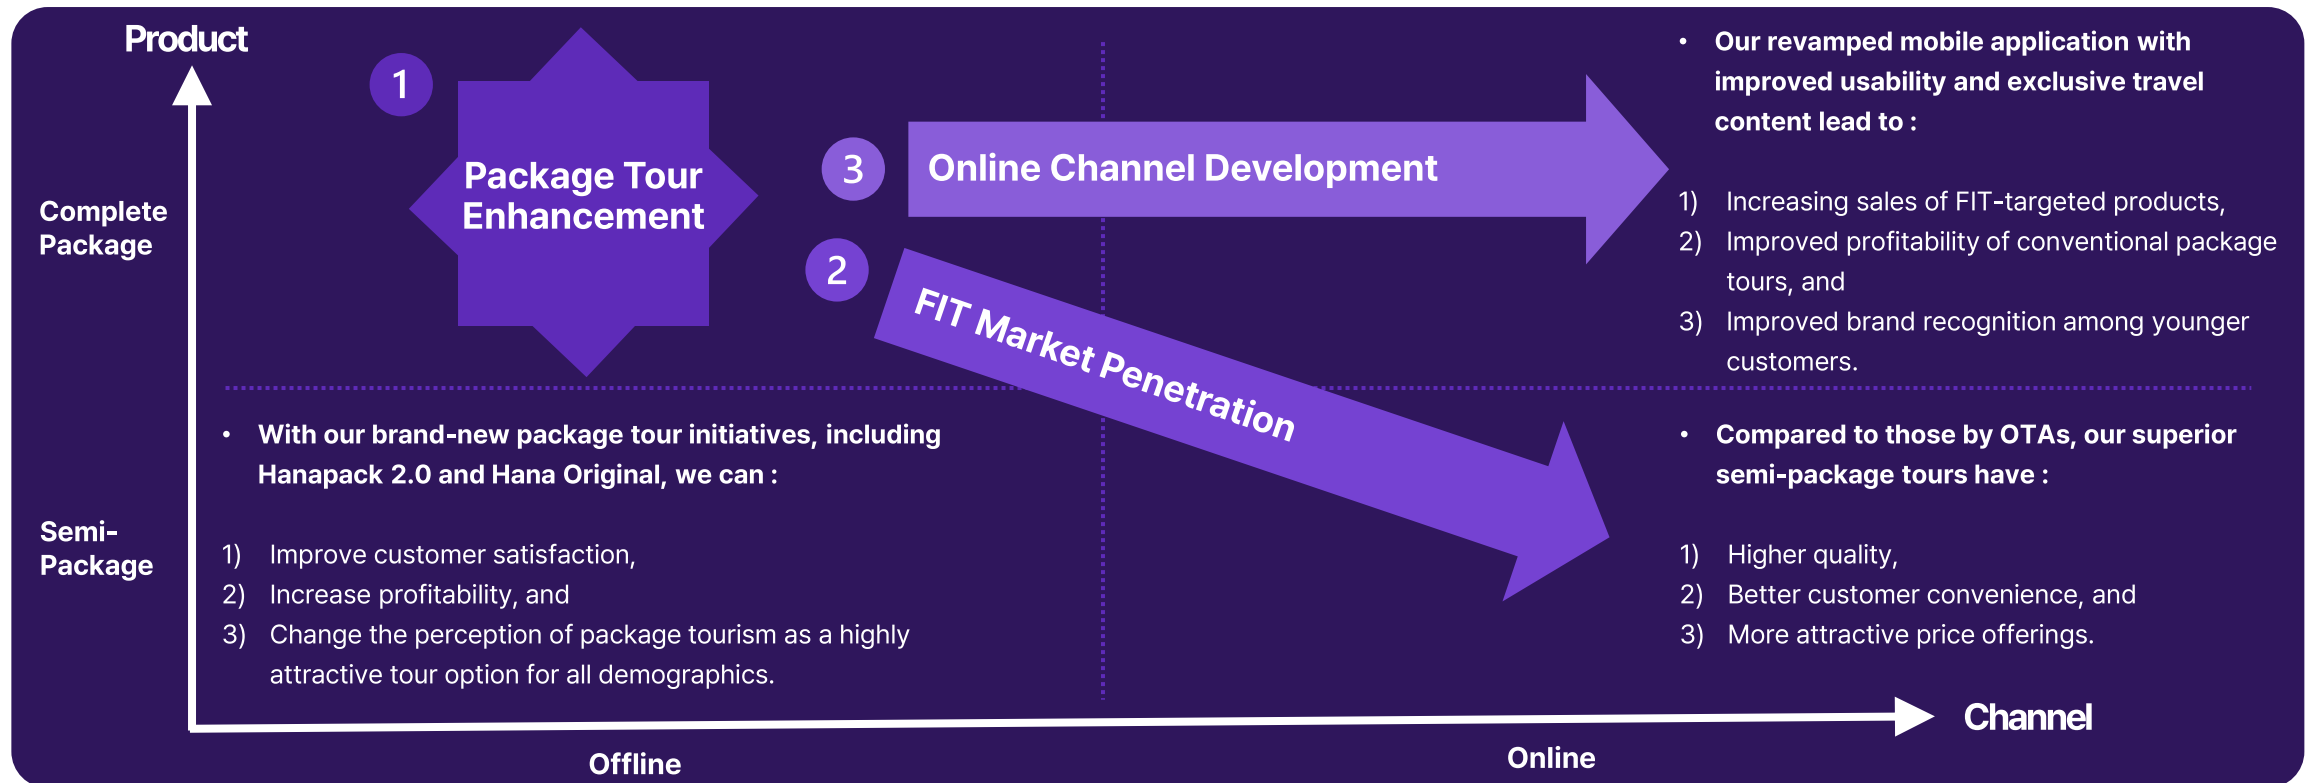 Product
Complete
Package
Semi-
Package
1
Package Tour
Enhancement
3
Online Channel Development
2
FIT Market Penetration
• Our revamped mobile application with
improved usability and exclusive travel
content lead to :
1) Increasing sales of FIT-targeted products,
2) Improved profitability of conventional package
tours, and
3) Improved brand recognition among younger
customers.
• With our brand-new package tour initiatives, including
Hanapack 2.0 and Hana Original, we can :
1) Improve customer satisfaction,
2) Increase profitability, and
3) Change the perception of package tourism as a highly
attractive tour option for all demographics.
• Compared to those by OTAs, our superior
semi-package tours have :
1) Higher quality,
2) Better customer convenience, and
3) More attractive price offerings.
Channel
Offline
Online